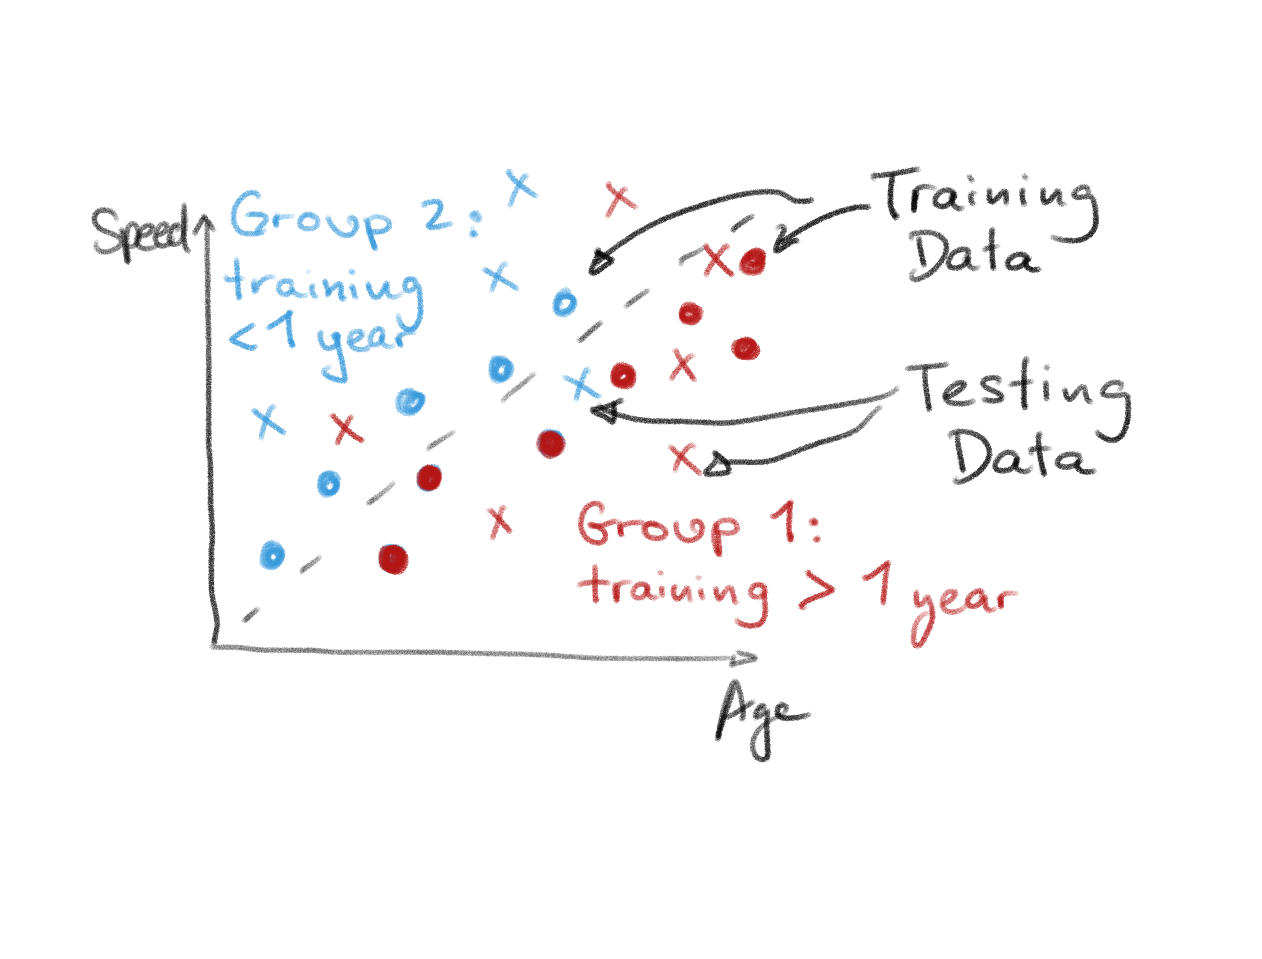 Speed
Group 2:
training
<1 year
Training
Data
Testing
Data
Group 1:
training > 1 year
Age